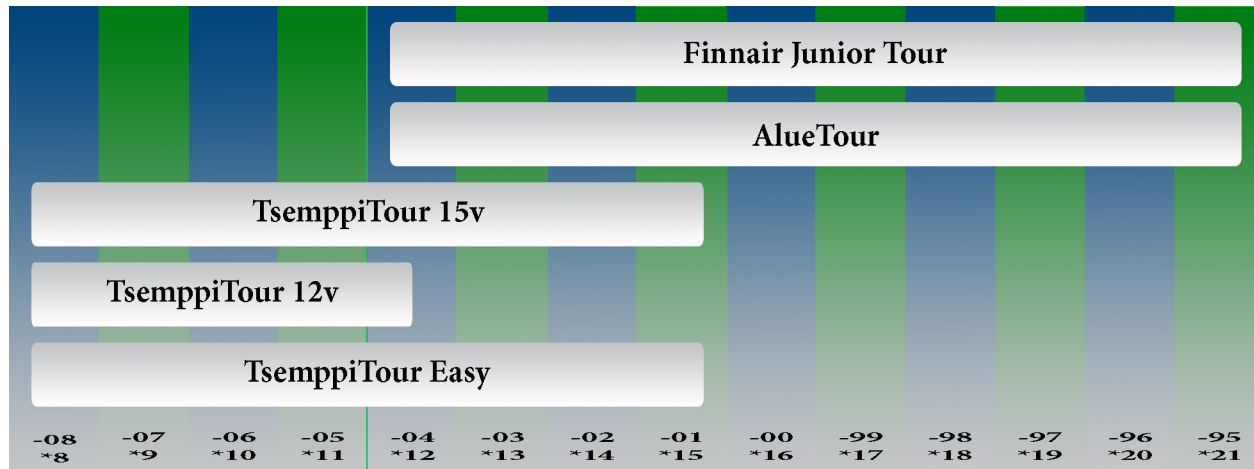 Finnair Junior Tour
AlueTour
TsemppiTour 15v
TsemppiTour 12v
TsemppiTour Easy
-08 -07 -06 -05 -04 -03 -02 -01 -00 -99 -98 -97 -96 -95
*8 *9 *10 *11 *12 *13 *14 *15 *16 *17 *18 *19 *20 *21